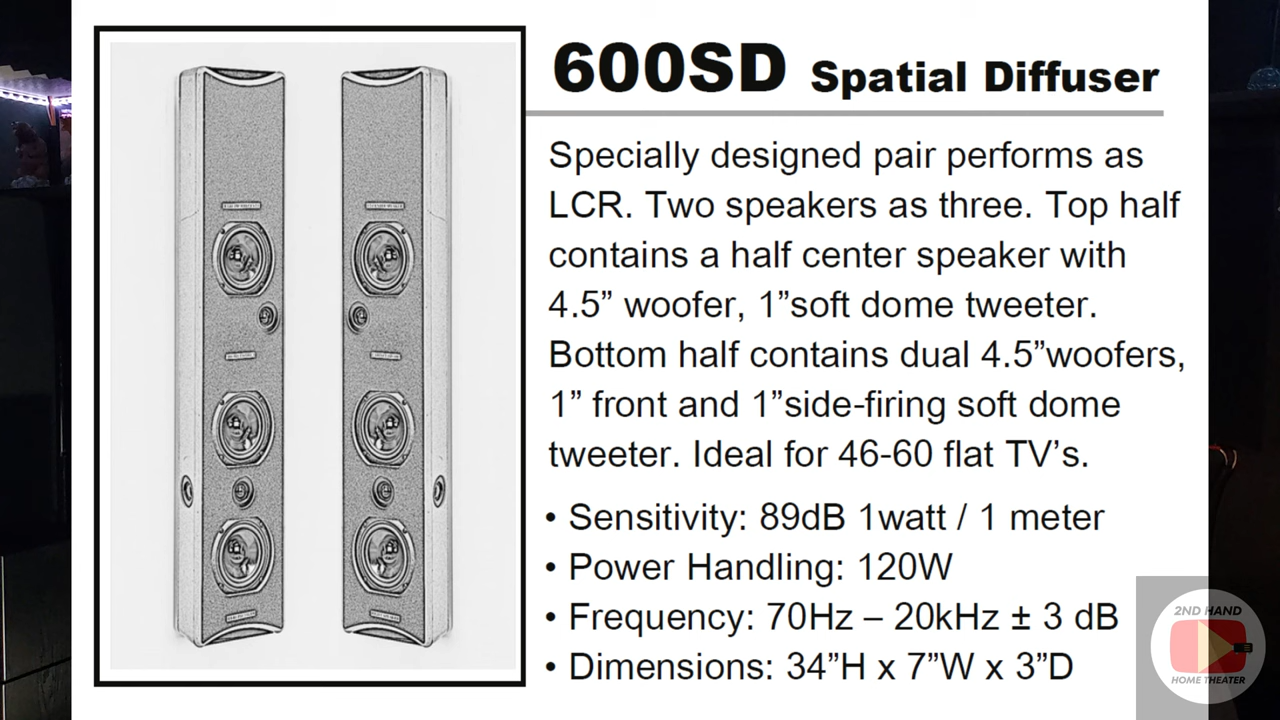 600SD Spatial Diffuser
Specially designed pair performs as
LCR. Two speakers as three. Top half
contains a half center speaker with
4.5” woofer, 1”soft dome tweeter.
Bottom half contains dual 4.5”woofers,
1” front and 1”side-firing soft dome
tweeter. Ideal for 46-60 flat TV’s.
• Sensitivity: 89dB 1watt / 1 meter
• Power Handling: 120W
• Frequency: 70Hz – 20kHz ± 3 dB
• Dimensions: 34”H x 7”W x 3”D
2ND HAND
HOME THEATER